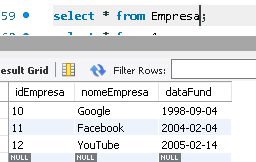 59 select * from Empresa;
Result Grid Filter Rows:
idEmpresa nomeEmpresa dataFund
10 Google 1998-09-04
11 Facebook 2004-02-04
12 YouTube 2005-02-14
NULL NULL NULL